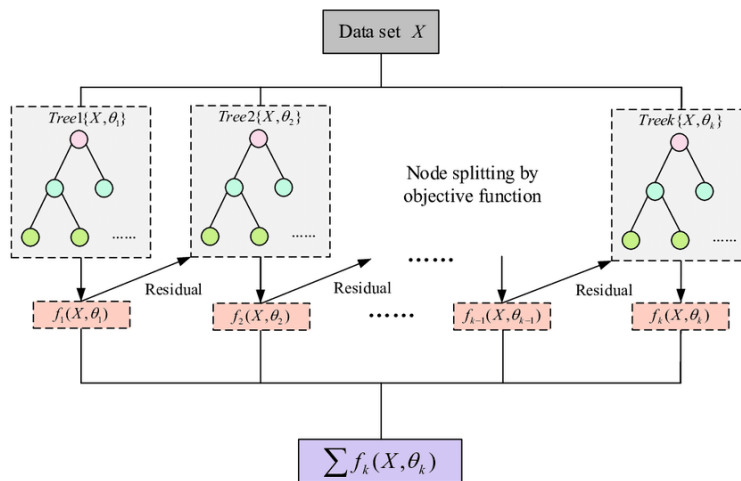 Data set X
Tree1{X,θ₁}
Tree2{X,θ₂}
Treek{X,θₖ}
Node splitting by
objective function
......
......
......
......
Residual
Residual
Residual
f₁(X,θ₁)
f₂(X,θ₂)
......
fₖ₋₁(X,θₖ₋₁)
fₖ(X,θₖ)
∑fₖ(X,θₖ)